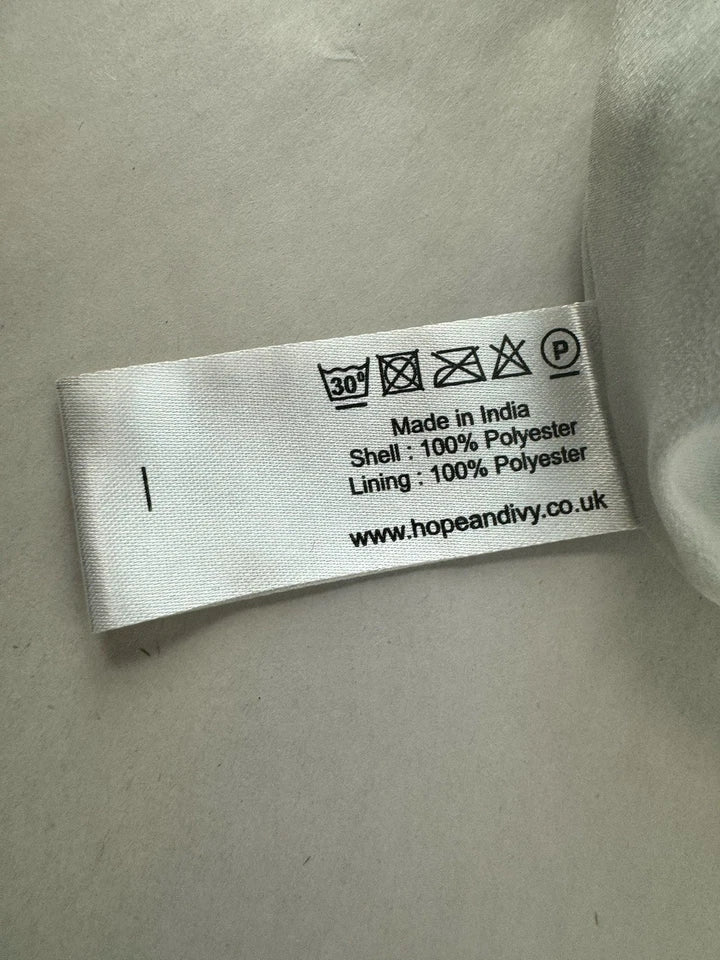 30°
P
Made in India
Shell : 100% Polyester
Lining : 100% Polyester
www.hopeandivy.co.uk